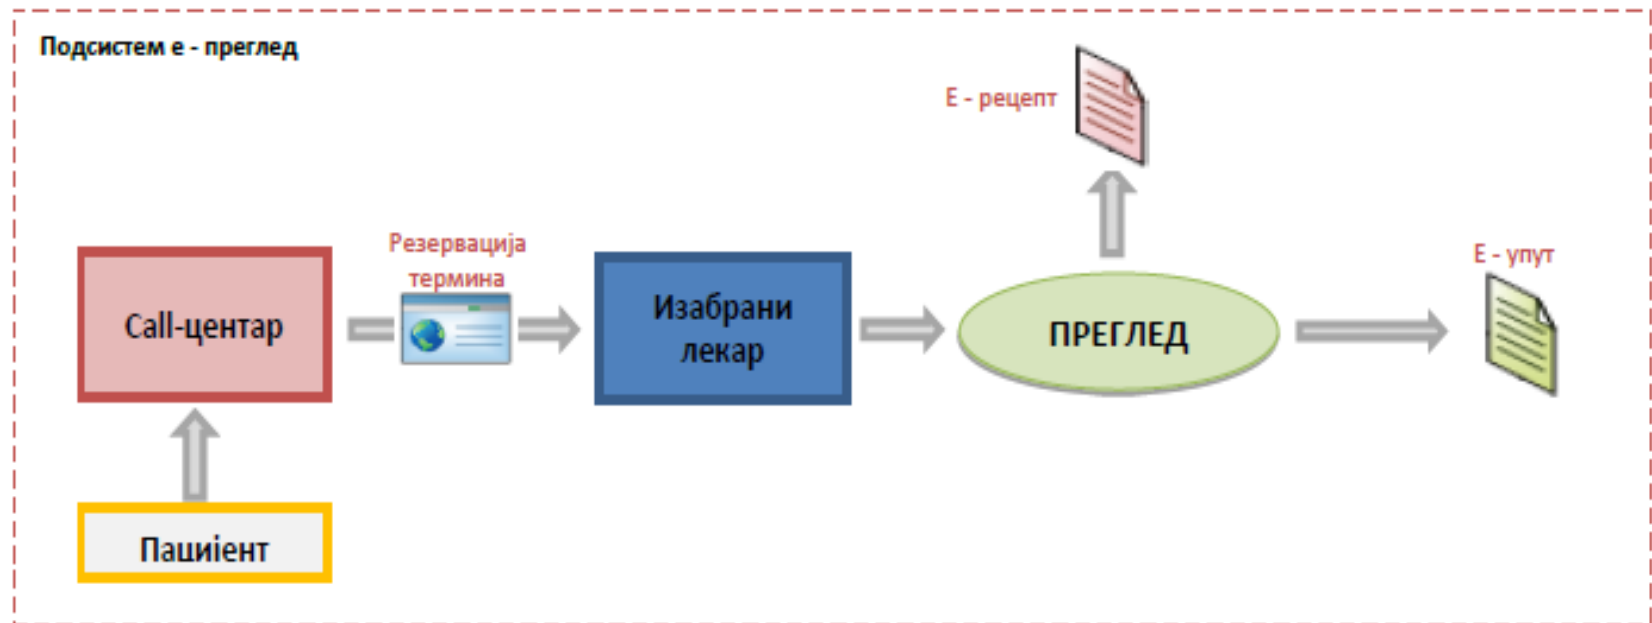 Подсистем е - преглед
Е - рецепт
Резервација
термина
Е - упут
Call-центар
Изабрани
лекар
ПРЕГЛЕД
Пацијент